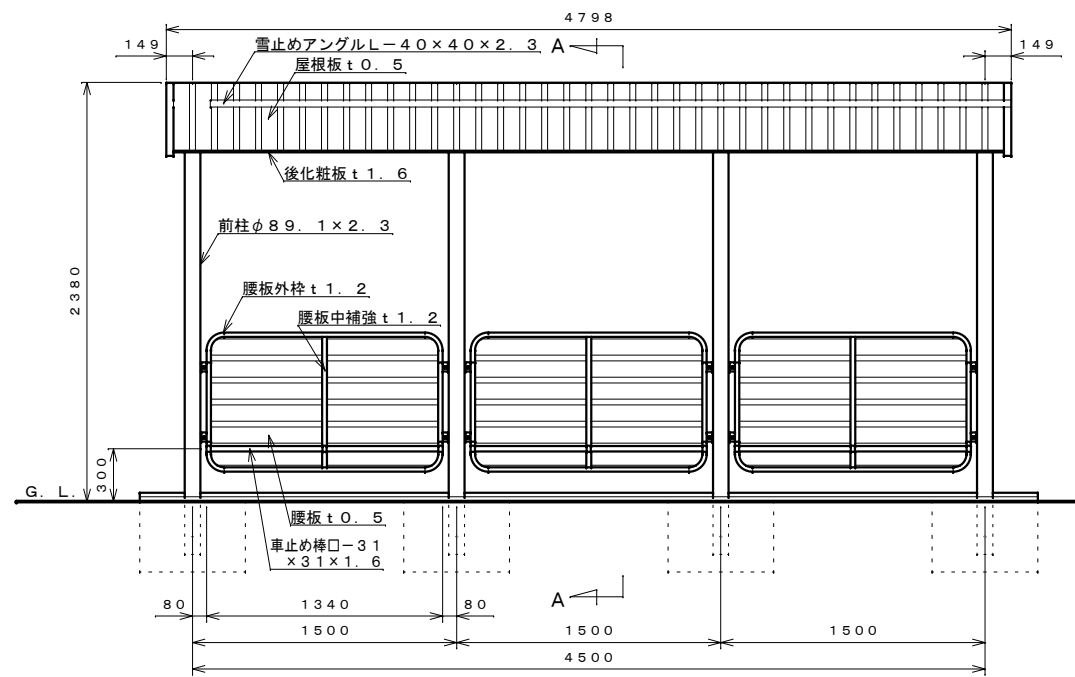 4798
149
雪止めアングルL－40×40×2．3
A
149
屋根板t0．5
後化粧板t1．6
前柱φ89．1×2．3
2380
腰板外枠t1．2
腰板中補強t1．2
300
G．L．
腰板t0．5
車止め棒□－31
×31×1．6
A
80
1340
80
1500
1500
1500
4500